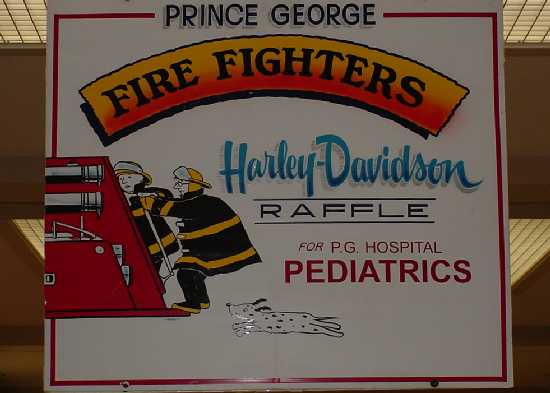 PRINCE GEORGE
FIRE FIGHTERS
Harley-Davidson
RAFFLE
FOR P.G. HOSPITAL
PEDIATRICS